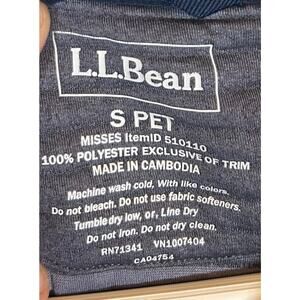 L.L.Bean
S PET
MISSES ItemID 510110
100% POLYESTER EXCLUSIVE OF TRIM
MADE IN CAMBODIA
Machine wash cold, With like colors.
Do not bleach. Do not use fabric softeners.
Tumble dry low, or, Line Dry
Do not Iron. Do not dry clean.
RN71341 VN1007404
CA04754